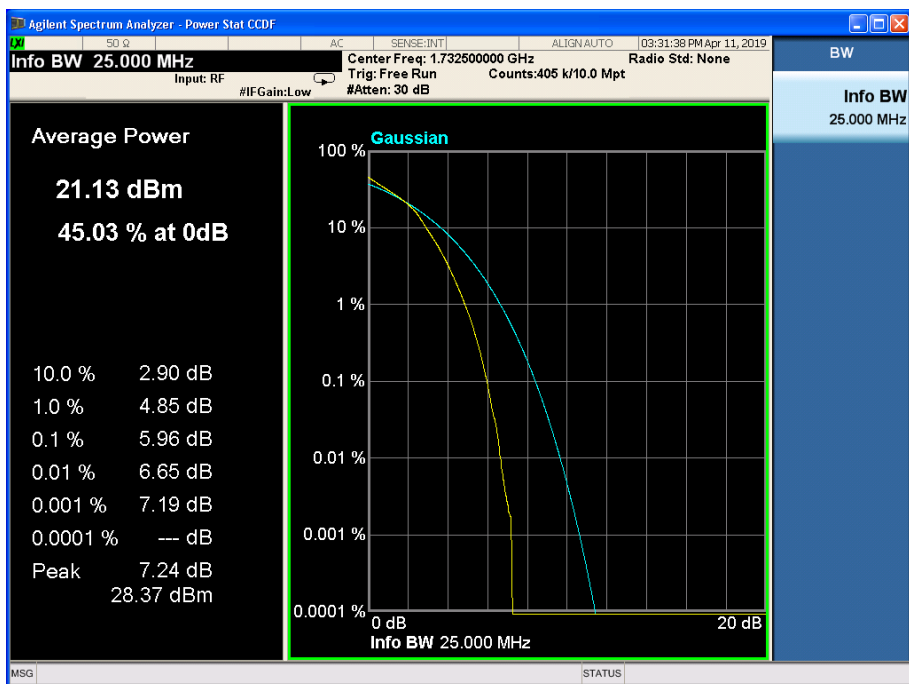 Agilent Spectrum Analyzer - Power Stat CCDF
LXI 50 Ω AC SENSE:INT ALIGN AUTO 03:31:38 PM Apr 11, 2019
Info BW 25.000 MHz
Center Freq: 1.732500000 GHz Radio Std: None
Input: RF Trig: Free Run Counts:405 k/10.0 Mpt
#IFGain:Low #Atten: 30 dB
BW
Info BW
25.000 MHz
Average Power
21.13 dBm
45.03 % at 0dB
10.0 % 2.90 dB
1.0 % 4.85 dB
0.1 % 5.96 dB
0.01 % 6.65 dB
0.001 % 7.19 dB
0.0001 % --- dB
Peak 7.24 dB
28.37 dBm
Gaussian
100 %
10 %
1 %
0.1 %
0.01 %
0.001 %
0.0001 %
0 dB 20 dB
Info BW 25.000 MHz
MSG STATUS